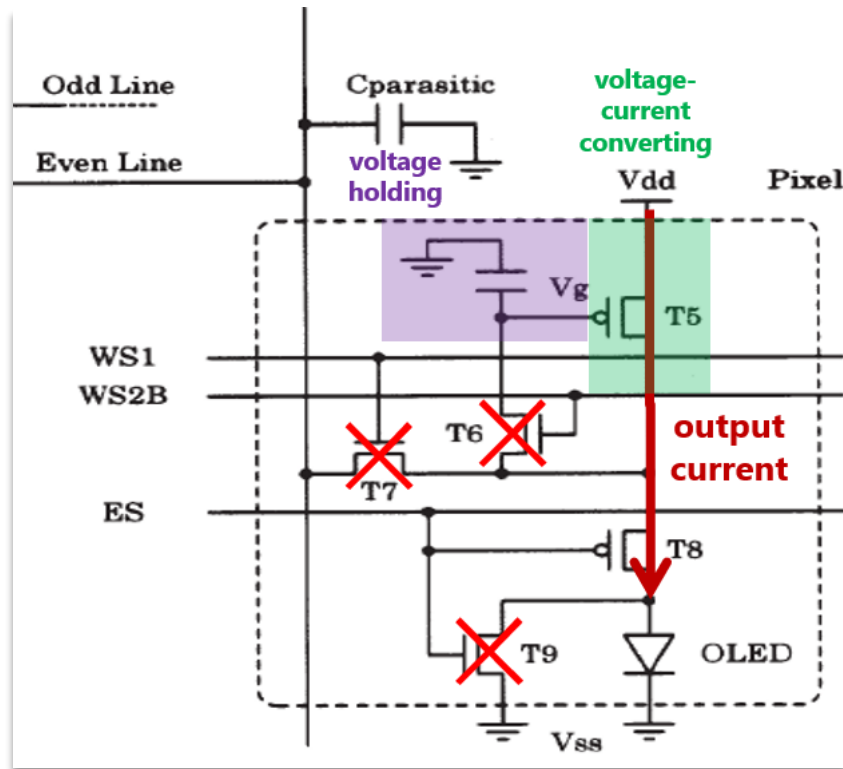 Odd Line
Cparasitic
voltage-
current
converting
Even Line
voltage
holding
Vdd
Pixel
Vg
T5
WS1
WS2B
T6
output
current
T7
ES
T8
T9
OLED
Vss